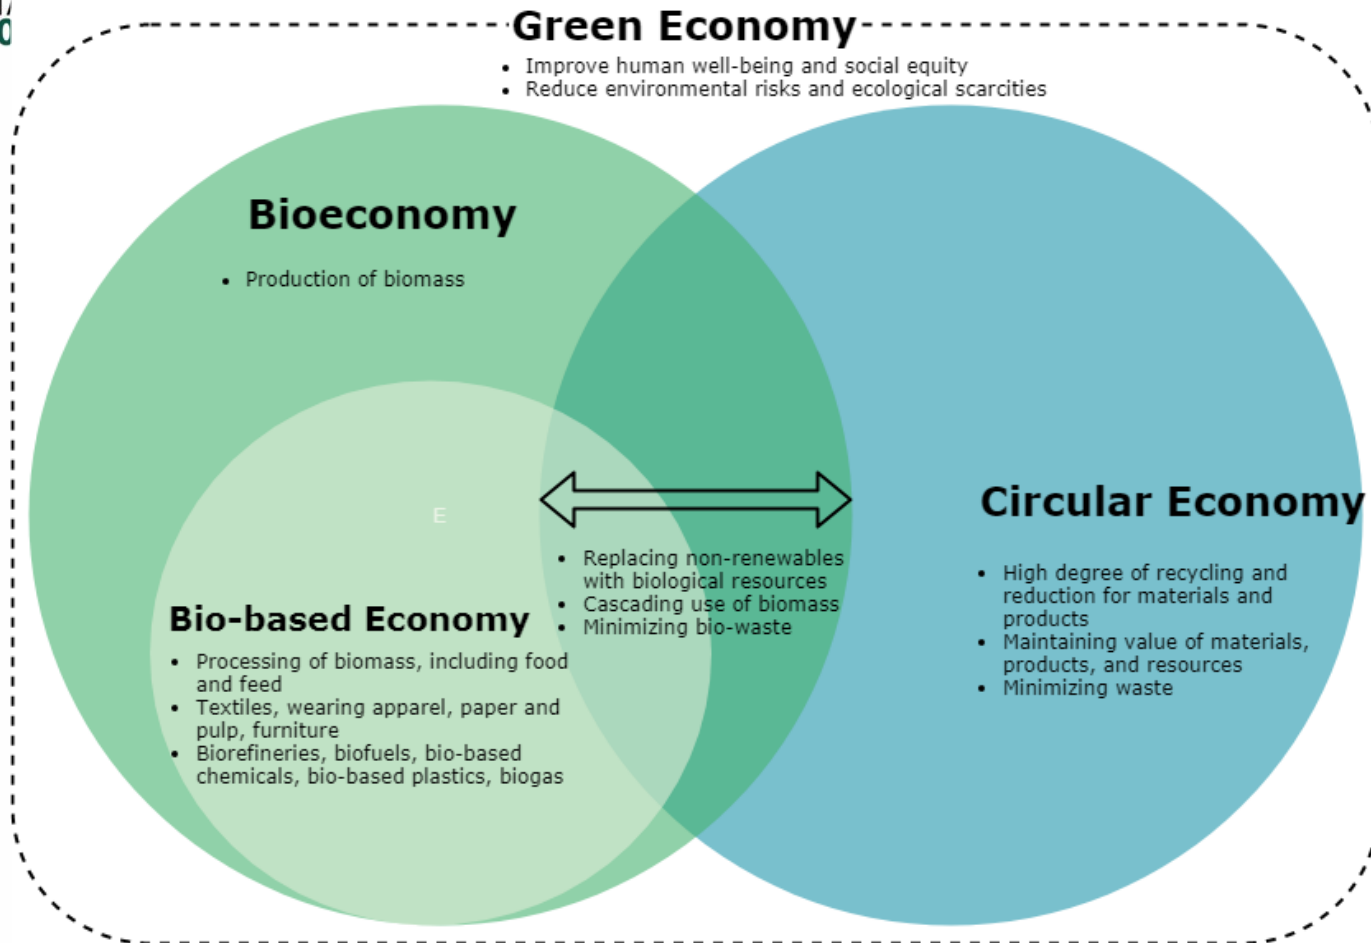 Green Economy
• Improve human well-being and social equity
• Reduce environmental risks and ecological scarcities
Bioeconomy
• Production of biomass
E
Bio-based Economy
• Processing of biomass, including food
and feed
• Textiles, wearing apparel, paper and
pulp, furniture
• Biorefineries, biofuels, bio-based
chemicals, bio-based plastics, biogas
• Replacing non-renewables
with biological resources
• Cascading use of biomass
• Minimizing bio-waste
Circular Economy
• High degree of recycling and
reduction for materials and
products
• Maintaining value of materials,
products, and resources
• Minimizing waste